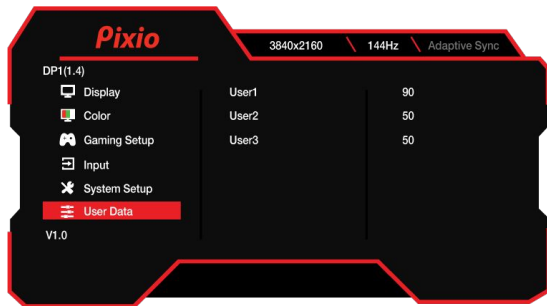 Pixio
3840x2160 \ 144Hz \ Adaptive Sync
DP1(1.4)
Display
Color
Gaming Setup
Input
System Setup
User Data
V1.0
User1 90
User2 50
User3 50